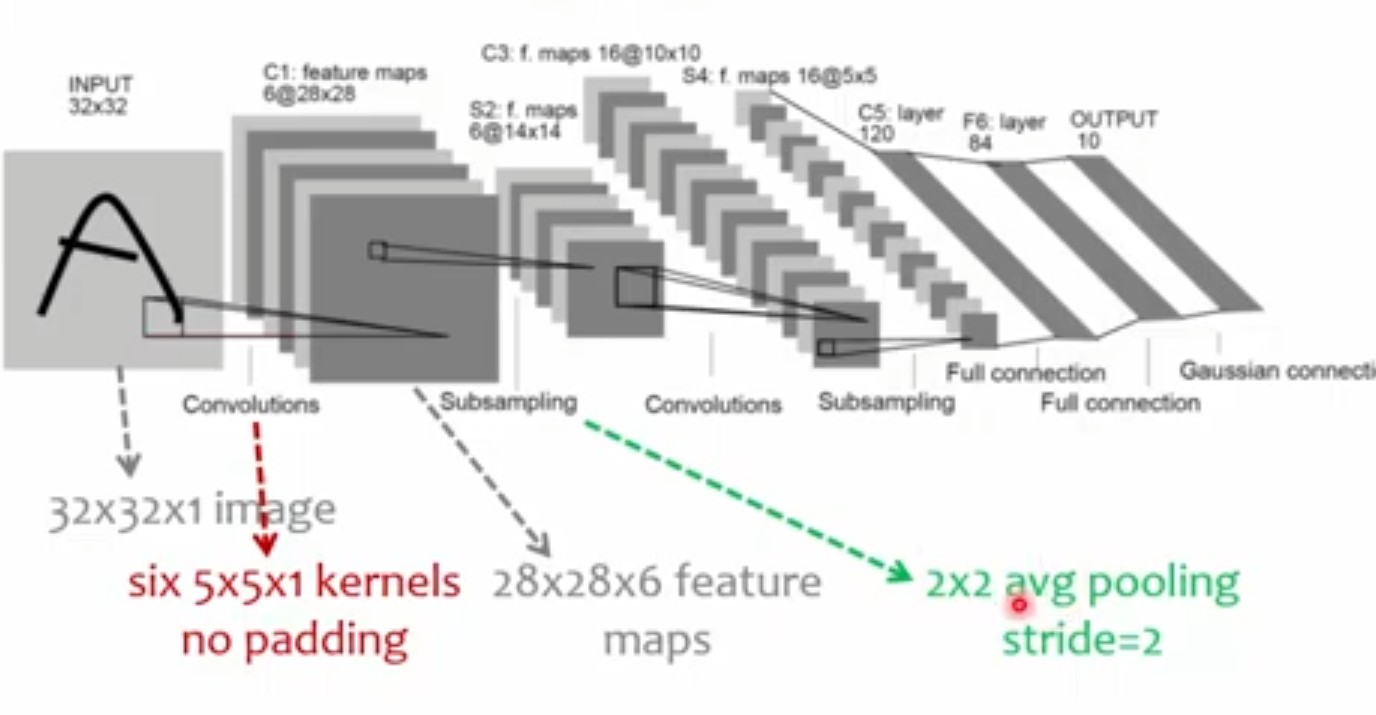 INPUT
32x32
C1: feature maps
6@28x28
S2: f. maps
6@14x14
C3: f. maps 16@10x10
S4: f. maps 16@5x5
C5: layer
120
F6: layer
84
OUTPUT
10
Convolutions
Subsampling
Convolutions
Subsampling
Full connection
Full connection
Gaussian connecti
32x32x1 image
six 5x5x1 kernels
no padding
28x28x6 feature
maps
2x2 avg pooling
stride=2